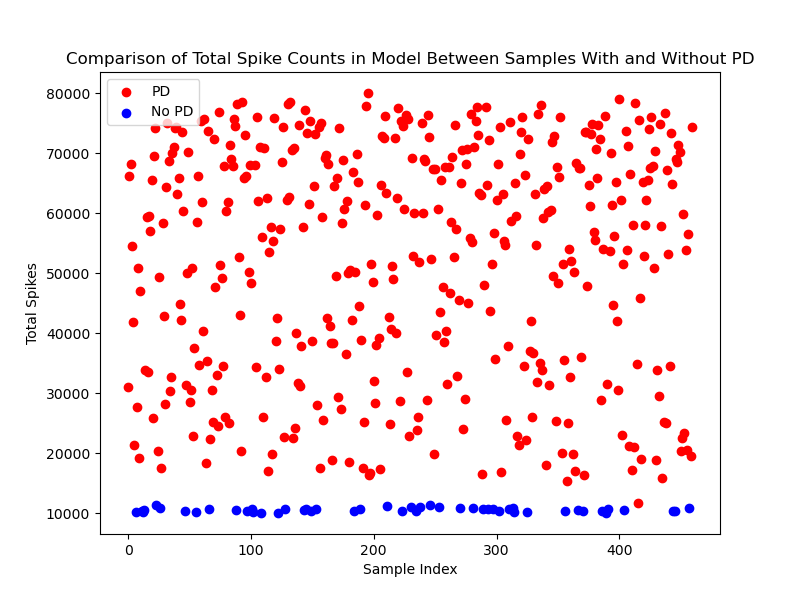 Comparison of Total Spike Counts in Model Between Samples With and Without PD
PD
No PD
80000
70000
60000
50000
40000
30000
20000
10000
Total Spikes
0
100
200
300
400
Sample Index